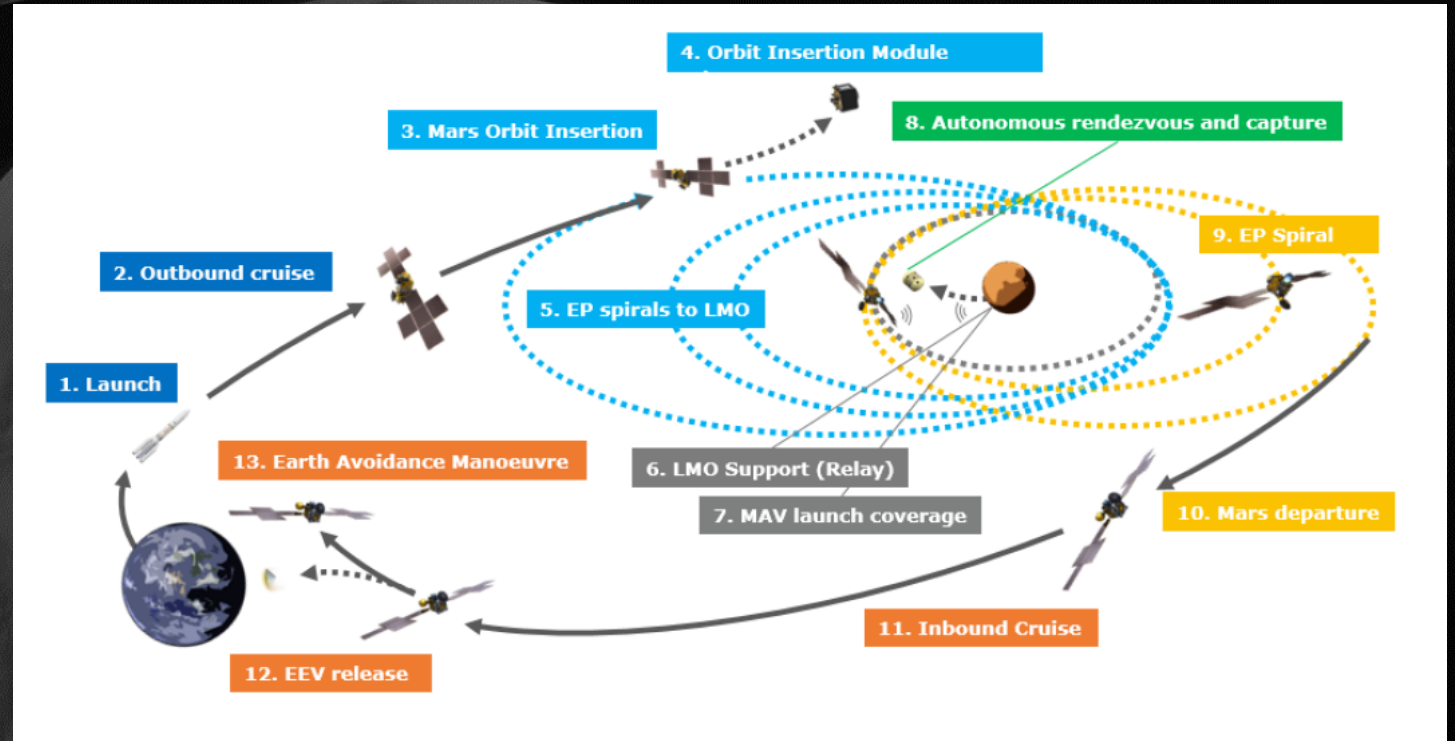 1. Launch
2. Outbound cruise
3. Mars Orbit Insertion
4. Orbit Insertion Module
5. EP spirals to LMO
6. LMO Support (Relay)
7. MAV launch coverage
8. Autonomous rendezvous and capture
9. EP Spiral
10. Mars departure
11. Inbound Cruise
12. EEV release
13. Earth Avoidance Manoeuvre